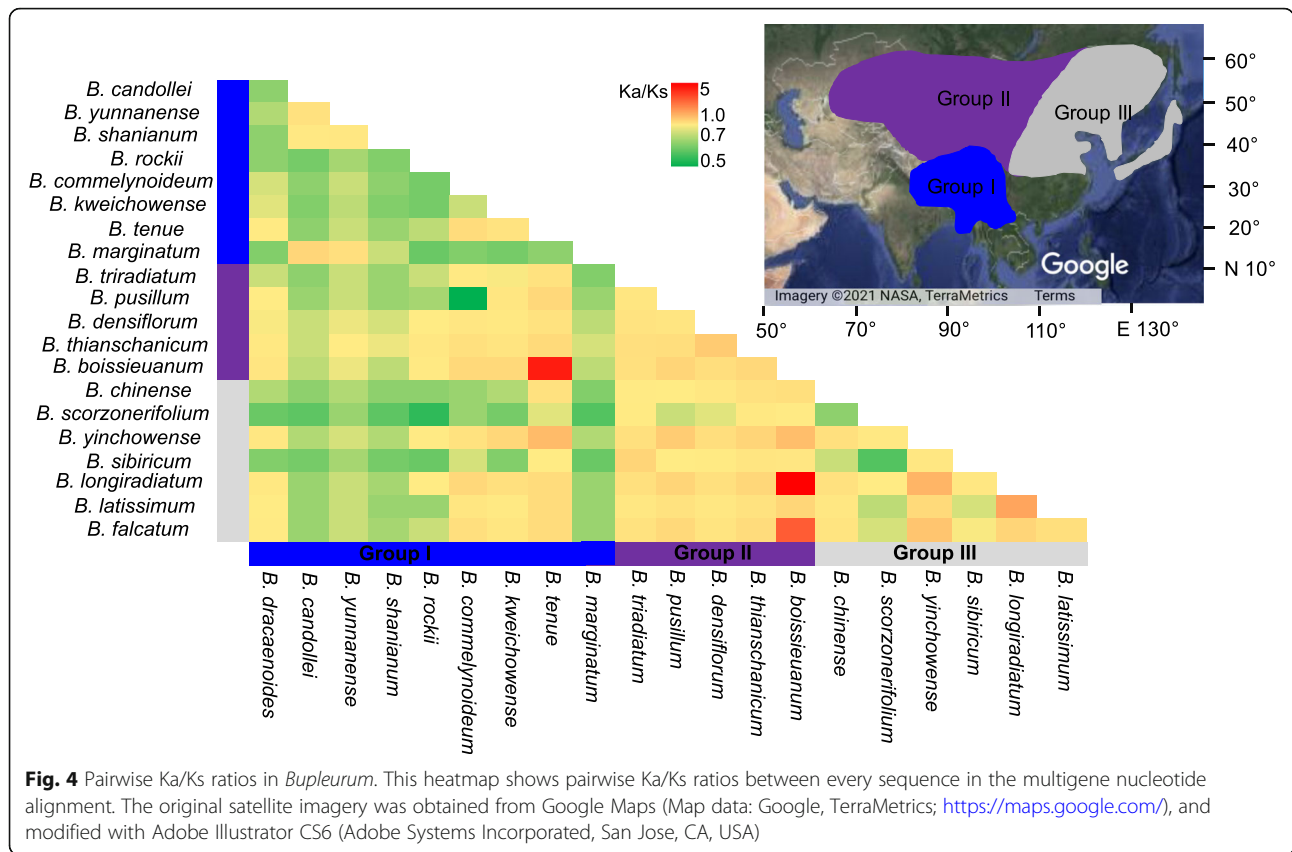 B. candollei
B. yunnanense
B. shanianum
B. rockii
B. commelynoideum
B. kweichowense
B. tenue
B. marginatum
B. triradiatum
B. pusillum
B. densiflorum
B. thianschanicum
B. boissieuanum
B. chinense
B. scorzonerifolium
B. yinchowense
B. sibiricum
B. longiradiatum
B. latissimum
B. falcatum
Ka/Ks
5
1.0
0.7
0.5
Group II
Group III
Group I
Google
Imagery ©2021 NASA, TerraMetrics Terms
60°
50°
40°
30°
20°
N 10°
50° 70° 90° 110° E 130°
Group I Group II Group III
B. dracaenoides
B. candollei
B. yunnanense
B. shanianum
B. rockii
B. commelynoideum
B. kweichowense
B. tenue
B. marginatum
B. triadiatum
B. pusillum
B. densiflorum
B. thianschanicum
B. boissieuanum
B. chinense
B. scorzonerifolium
B. yinchowense
B. sibiricum
B. longiradiatum
B. latissimum
Fig. 4 Pairwise Ka/Ks ratios in Bupleurum. This heatmap shows pairwise Ka/Ks ratios between every sequence in the multigene nucleotide
alignment. The original satellite imagery was obtained from Google Maps (Map data: Google, TerraMetrics; https://maps.google.com/), and
modified with Adobe Illustrator CS6 (Adobe Systems Incorporated, San Jose, CA, USA)